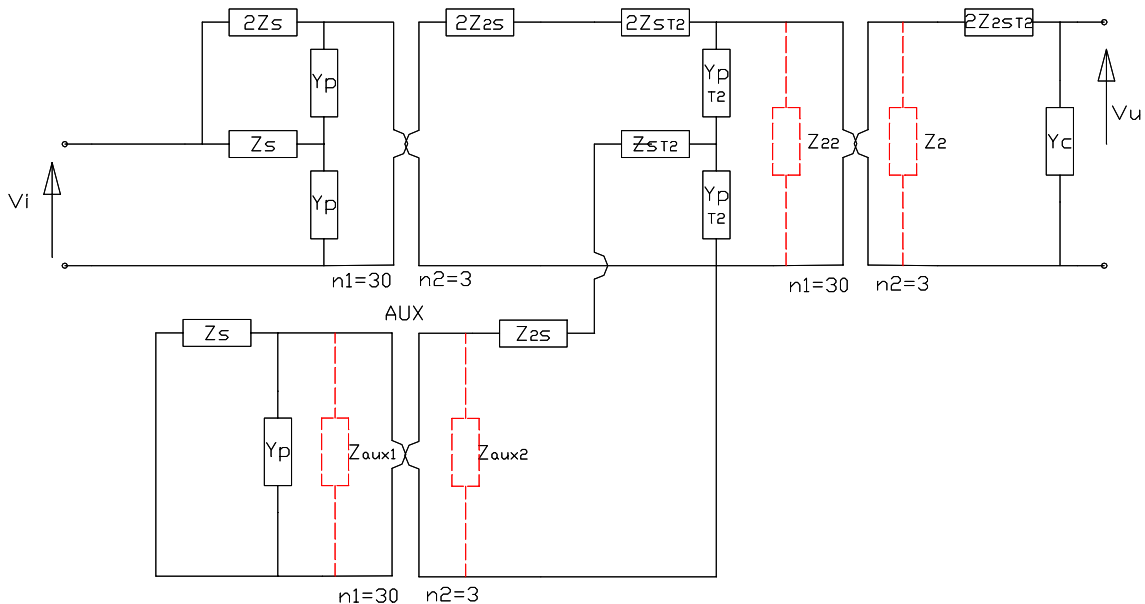 2Zs 2Z2s 2ZsT2 2Z2sT2
Yp Yp T2
Zs ZsT2 Z22 Z2 Yc Vu
Vi Yp Yp T2
n1=30 n2=3 n1=30 n2=3
AUX
Zs Z2s
Yp Zaux1 Zaux2
n1=30 n2=3